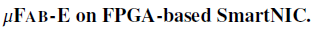 μFAB-E on FPGA-based SmartNIC.